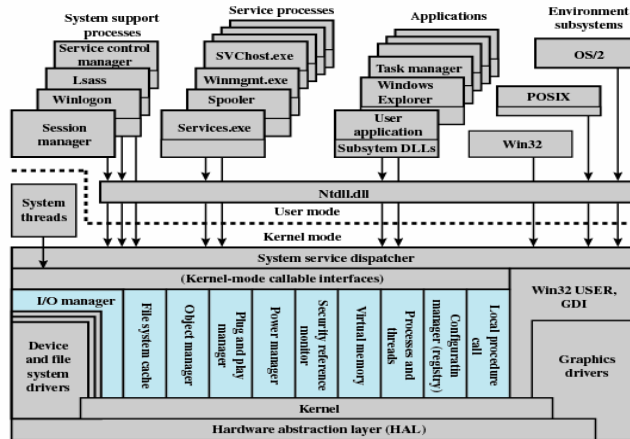 System support
processes
Service processes
Applications
Environment
subsystems
Service control
manager
Lsass
Winlogon
Session
manager
SVChost.exe
Winmgmt.exe
Spooler
Services.exe
Task manager
Windows
Explorer
User
application
Subsytem DLLs
OS/2
POSIX
Win32
System
threads
Ntdll.dll
User mode
Kernel mode
System service dispatcher
(Kernel-mode callable interfaces)
I/O manager
Device and
file system
drivers
File system cache
Object manager
Plug and play
manager
Power manager
Security reference
monitor
Virtual memory
Processes and
threads
Configuratin
manager (registry)
Local procedure
call
Win32 USER,
GDI
Graphics
drivers
Kernel
Hardware abstraction layer (HAL)